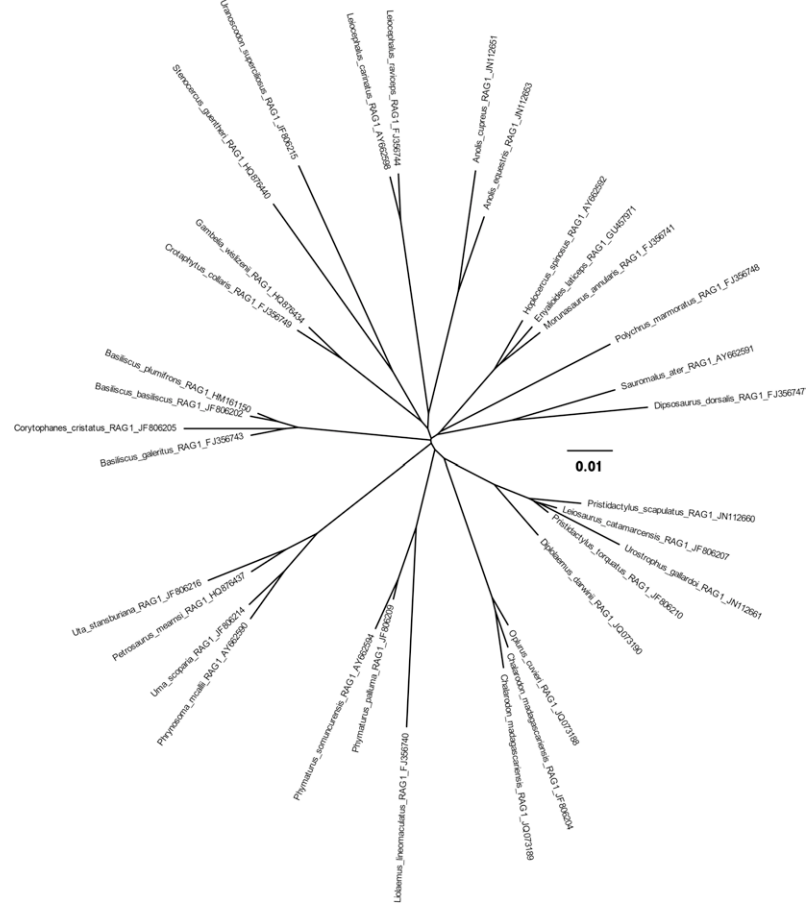 Uranoscodon_superciliosus_RAG1_JF806215
Stenocercus_guentheri_RAG1_HQ876440
Leiocephalus_carinatus_RAG1_AY662598
Leiocephalus_raviceps_RAG1_FJ356744
Anolis_cupreus_RAG1_JN112651
Anolis_equestris_RAG1_JN112653
Hoplocercus_spinosus_RAG1_AY662592
Enyalioides_laticeps_RAG1_GU457971
Morunasaurus_annularis_RAG1_FJ356741
Polychrus_marmoratus_RAG1_FJ356748
Sauromalus_ater_RAG1_AY662591
Dipsosaurus_dorsalis_RAG1_FJ356747
Gambelia_wislizenii_RAG1_HQ876434
Crotaphytus_collaris_RAG1_FJ356749
Basiliscus_plumifrons_RAG1_HM161150
Basiliscus_basiliscus_RAG1_JF806202
Corytophanes_cristatus_RAG1_JF806205
Basiliscus_galeritus_RAG1_FJ356743
0.01
Pristidactylus_scapulatus_RAG1_JN112660
Leiosaurus_catamarcensis_RAG1_JF806207
Urostrophus_gallardoi_RAG1_JN112661
Pristidactylus_torquatus_RAG1_JF806210
Diplolaemus_darwinii_RAG1_JQ073190
Oplurus_cuvieri_RAG1_JQ073188
Chalarodon_madagascariensis_RAG1_JF806204
Chalarodon_madagascariensis_RAG1_JQ073189
Liolaemus_lineomaculatus_RAG1_FJ356740
Phymaturus_palluma_RAG1_JF806209
Phymaturus_somuncurensis_RAG1_AY662594
Phrynosoma_mcallii_RAG1_AY662590
Uma_scoparia_RAG1_JF806214
Petrosaurus_mearnsi_RAG1_HQ876437
Uta_stansburiana_RAG1_JF806216